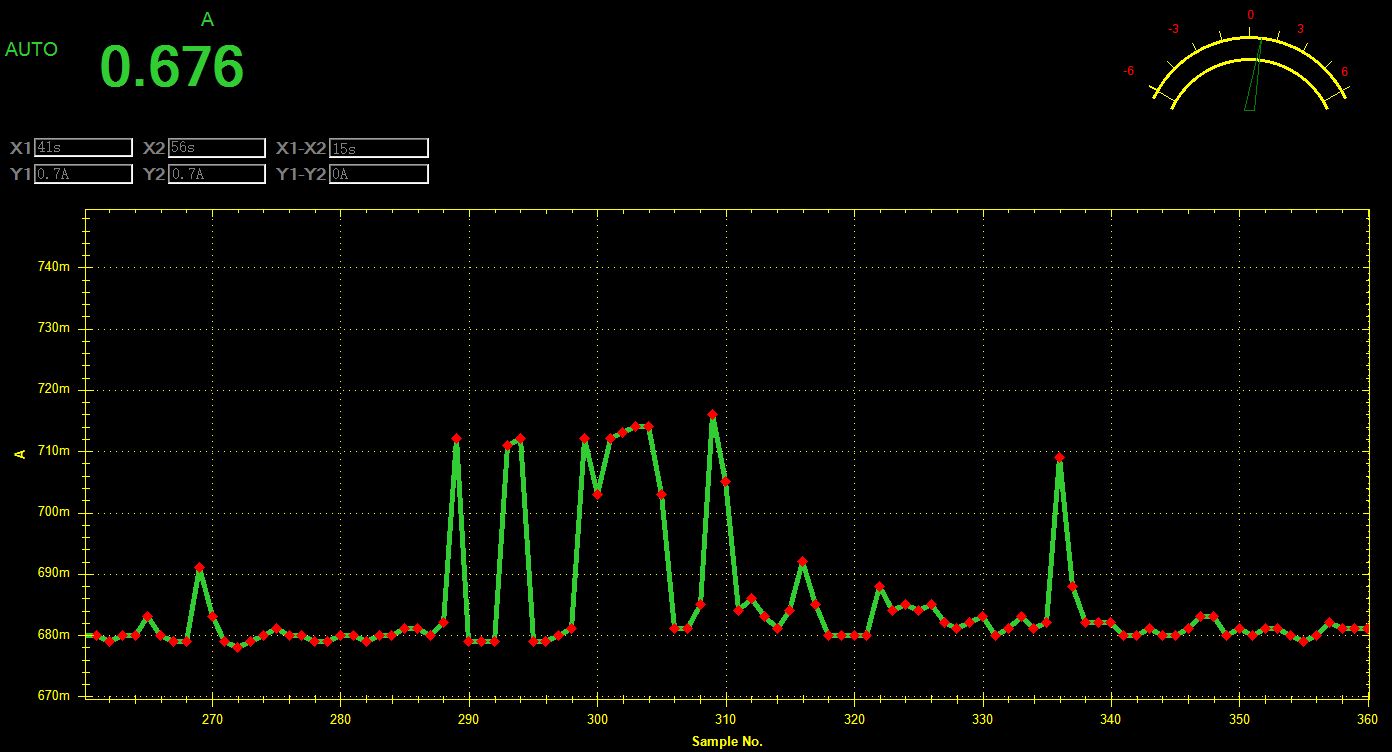 A
AUTO
0.676
-6 -3 0 3 6
X1 41s X2 56s X1-X2 15s
Y1 0.7A Y2 0.7A Y1-Y2 0A
740m
730m
720m
710m
A
700m
690m
680m
670m
270 280 290 300 310 320 330 340 350 360
Sample No.